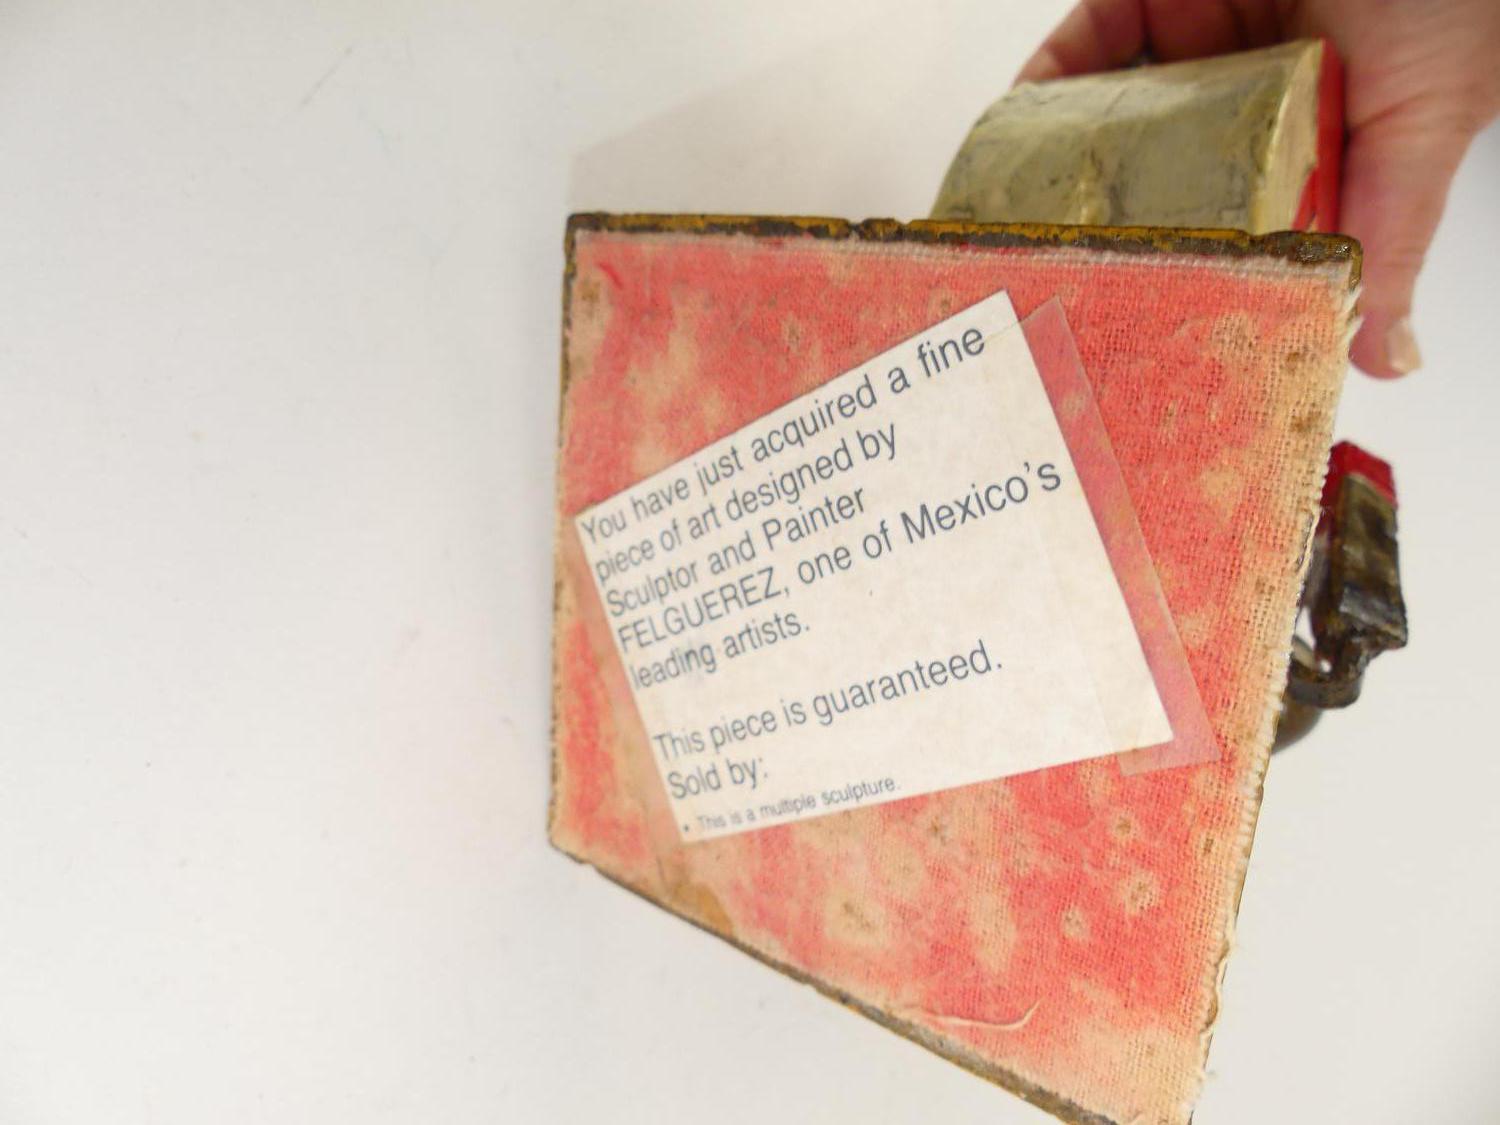 You have just acquired a fine
piece of art designed by
Sculptor and Painter
FELGUEREZ, one of Mexico's
leading artists.
This piece is guaranteed.
Sold by:
• This is a multiple sculpture.